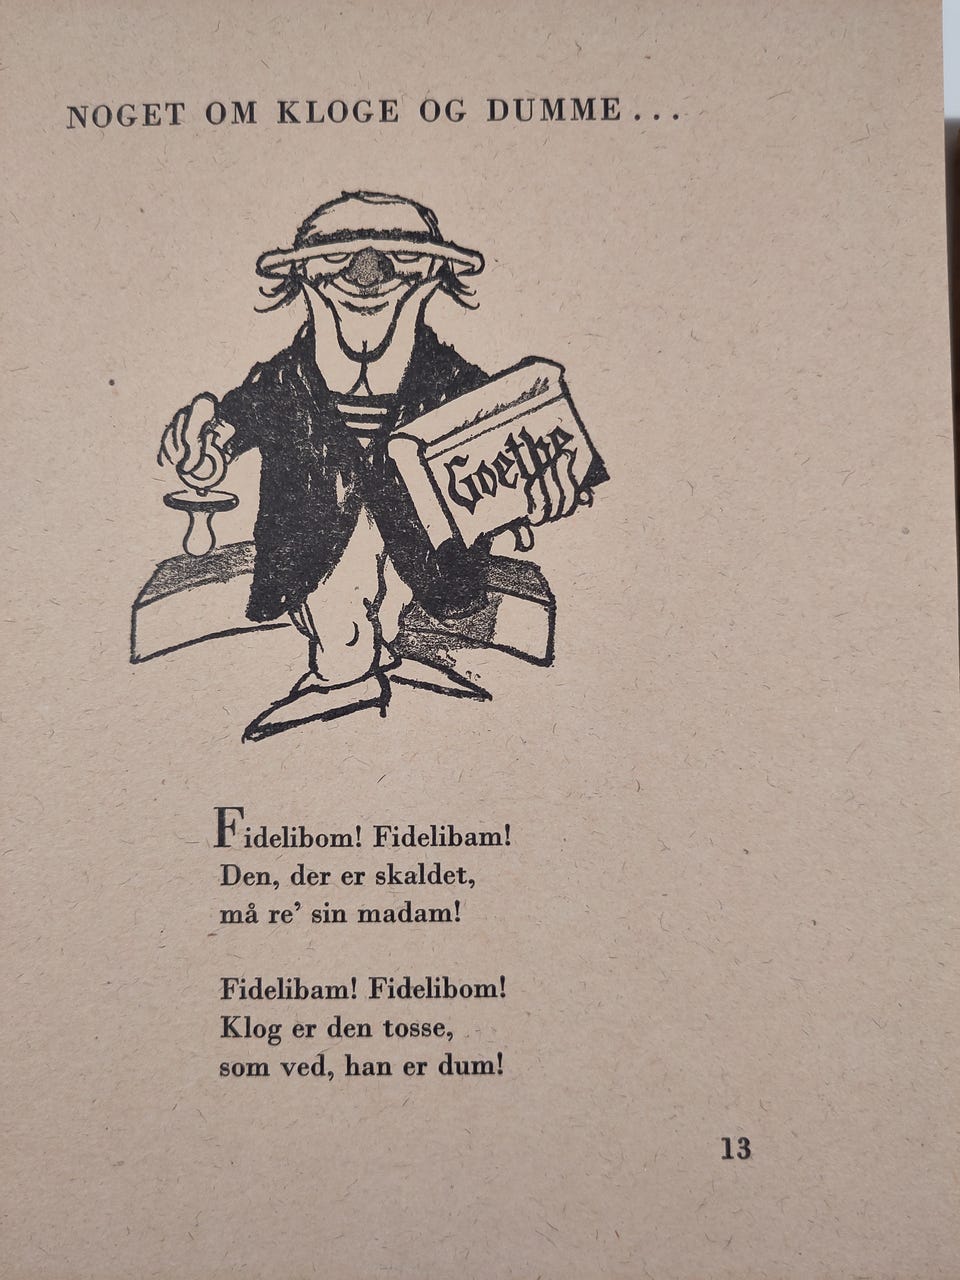 NOGET OM KLOGE OG DUMME...
Goethe
Fidelibom! Fidelibam!
Den, der er skaldet,
må re' sin madam!
Fidelibam! Fidelibom!
Klog er den tosse,
som ved, han er dum!
13